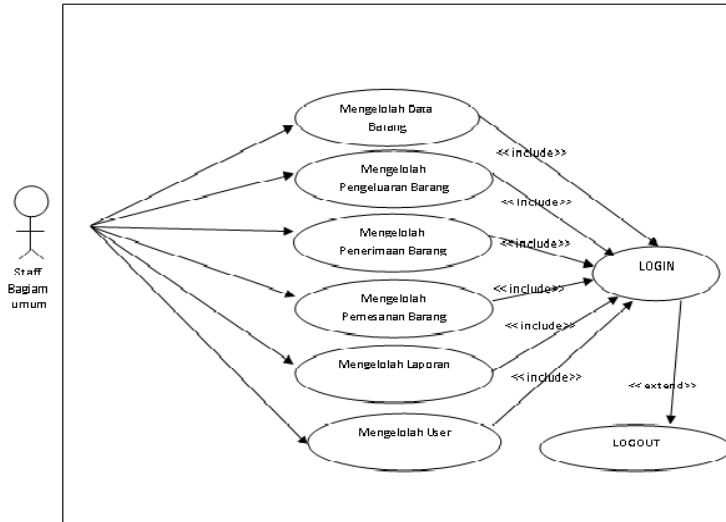 Mengelolah Data
Barang
<<include>>
Mengelolah
Pengeluaran Barang
<<include>>
Mengelolah
Penerimaan Barang
<<include>>
LOGIN
Staff
Bagian
umum
Mengelolah
Pemesanan Barang
<<include>>
<<include>>
Mengelolah Laporan
<<include>>
<<extend>>
Mengelolah User
LOGOUT